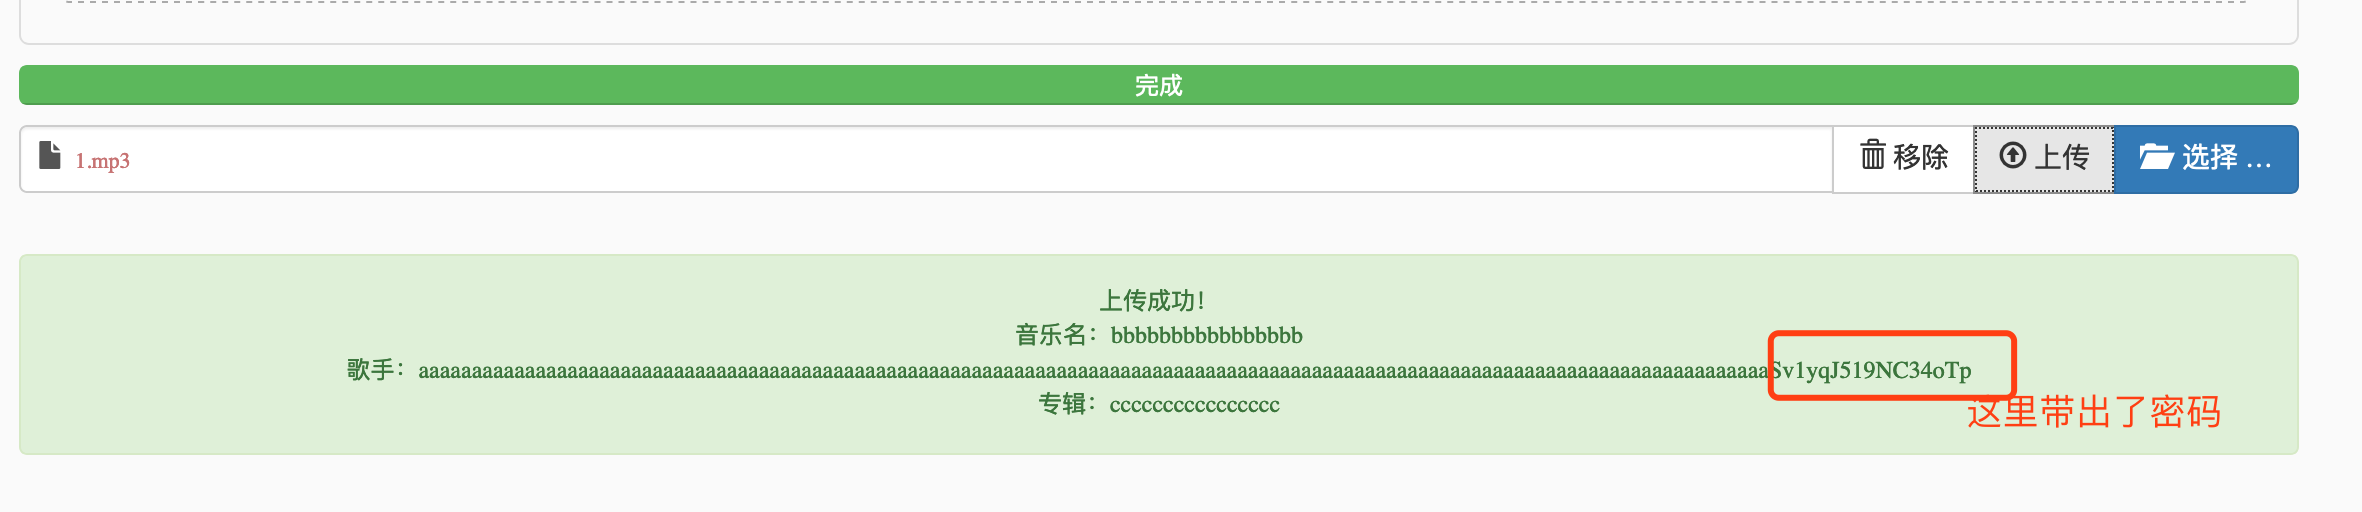 完成
1.mp3
移除
上传
选择 ...
上传成功!
音乐名：bbbbbbbbbbbbbbbb
歌手：aaaaaaaaaaaaaaaaaaaaaaaaaaaaaaaaaaaaaaaaaaaaaaaaaaaaaaaaaaaaaaaaaaaaaaaaaaaaaaaaaaaaaaaaaaaaaaaaaaaaaaaaaaaaaaaaaaaaaaaaaaaaaaaSv1yqJ519NC34oTp
专辑：cccccccccccccccc
这里带出了密码